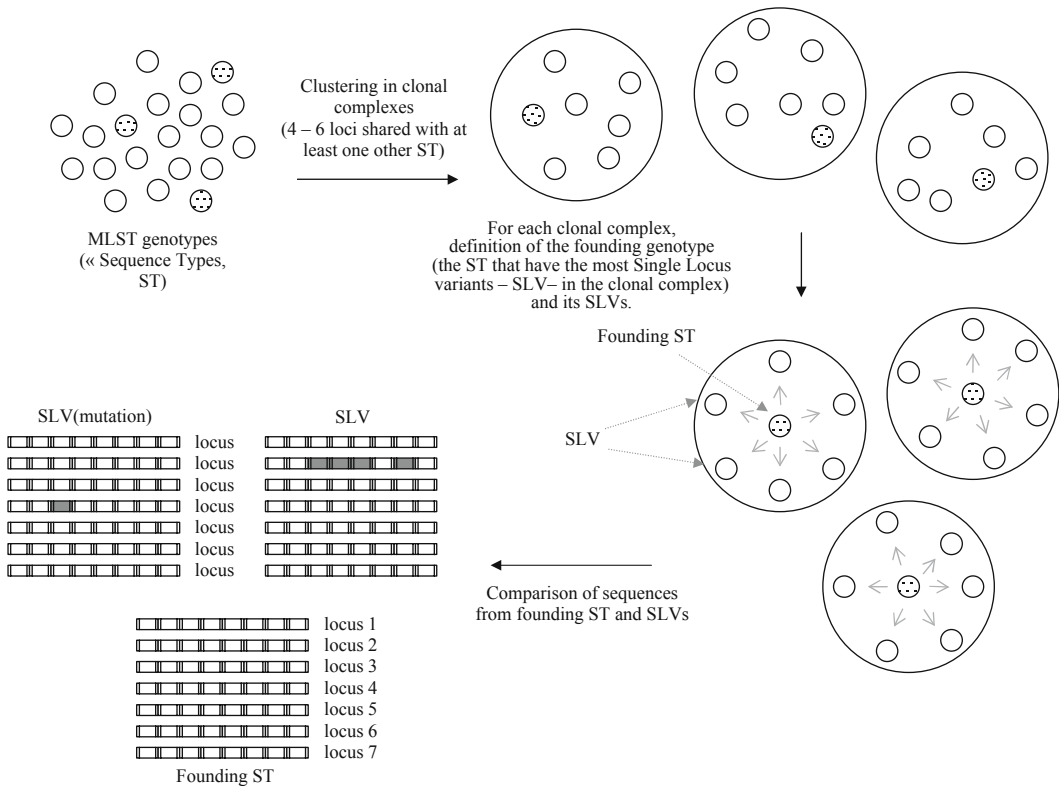 Clustering in clonal
complexes
(4 – 6 loci shared with at
least one other ST)
MLST genotypes
(« Sequence Types,
ST)
For each clonal complex,
definition of the founding genotype
(the ST that have the most Single Locus
variants – SLV– in the clonal complex)
and its SLVs.
Founding ST
SLV
SLV(mutation)
locus
locus
locus
locus
locus
locus
locus
SLV
Comparison of sequences
from founding ST and SLVs
locus 1
locus 2
locus 3
locus 4
locus 5
locus 6
locus 7
Founding ST